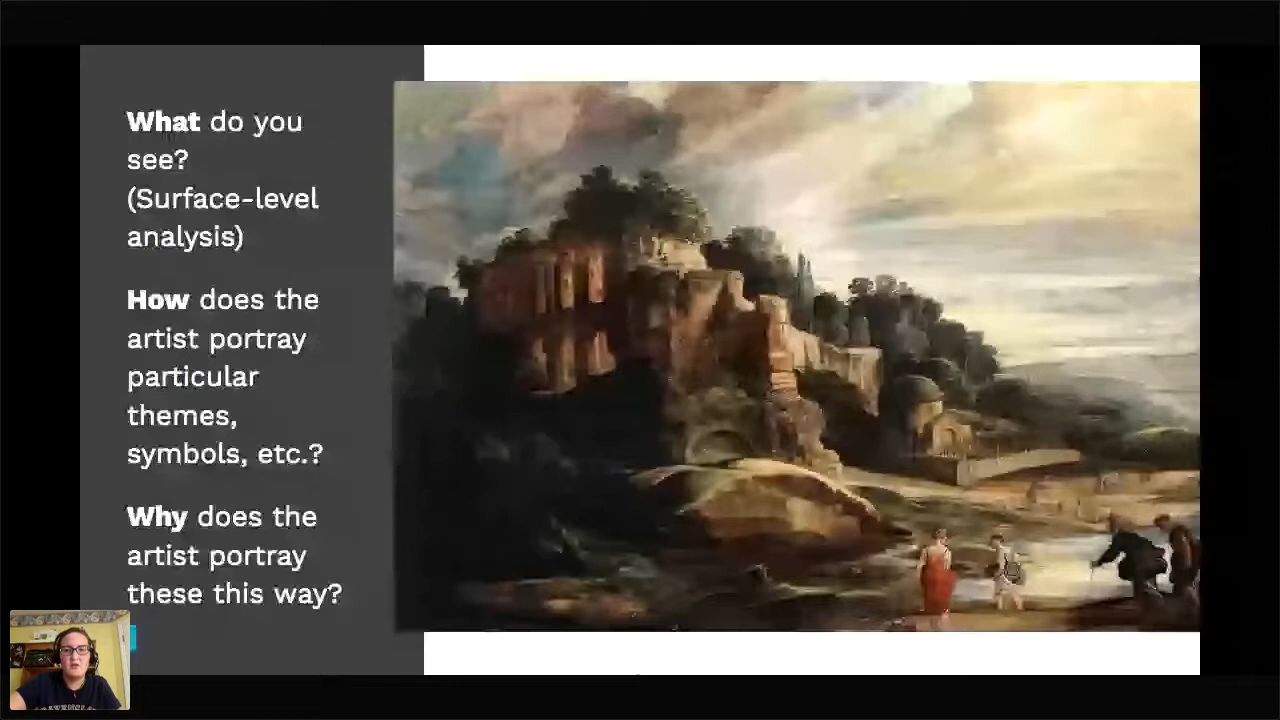 What do you
see?
(Surface-level
analysis)
How does the
artist portray
particular
themes,
symbols, etc.?
Why does the
artist portray
these this way?